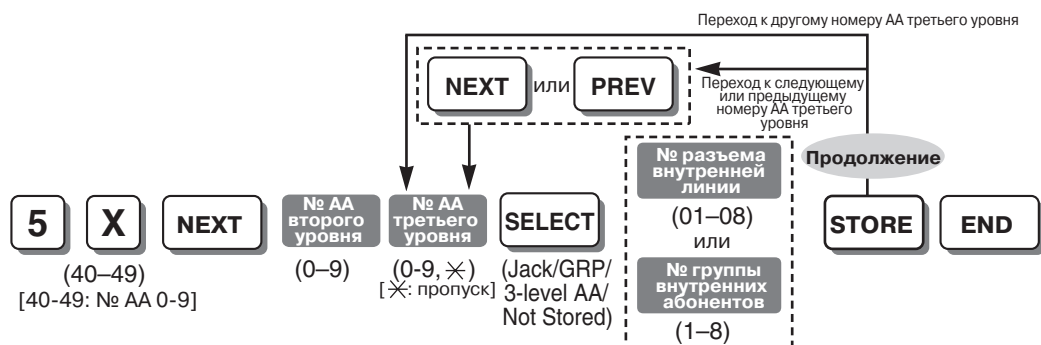 Переход к другому номеру АА третьего уровня
NEXT
или
PREV
Переход к следующему
или предыдущему
номеру АА третьего
уровня
№ разъема
внутренней
линии
(01–08)
или
№ группы
внутренних
абонентов
(1–8)
Продолжение
5
X
NEXT
(40–49)
[40-49: № АА 0-9]
№ АА
второго
уровня
(0–9)
№ АА
третьего
уровня
(0-9, ✕)
[✕: пропуск]
SELECT
(Jack/GRP/
3-level AA/
Not Stored)
STORE
END